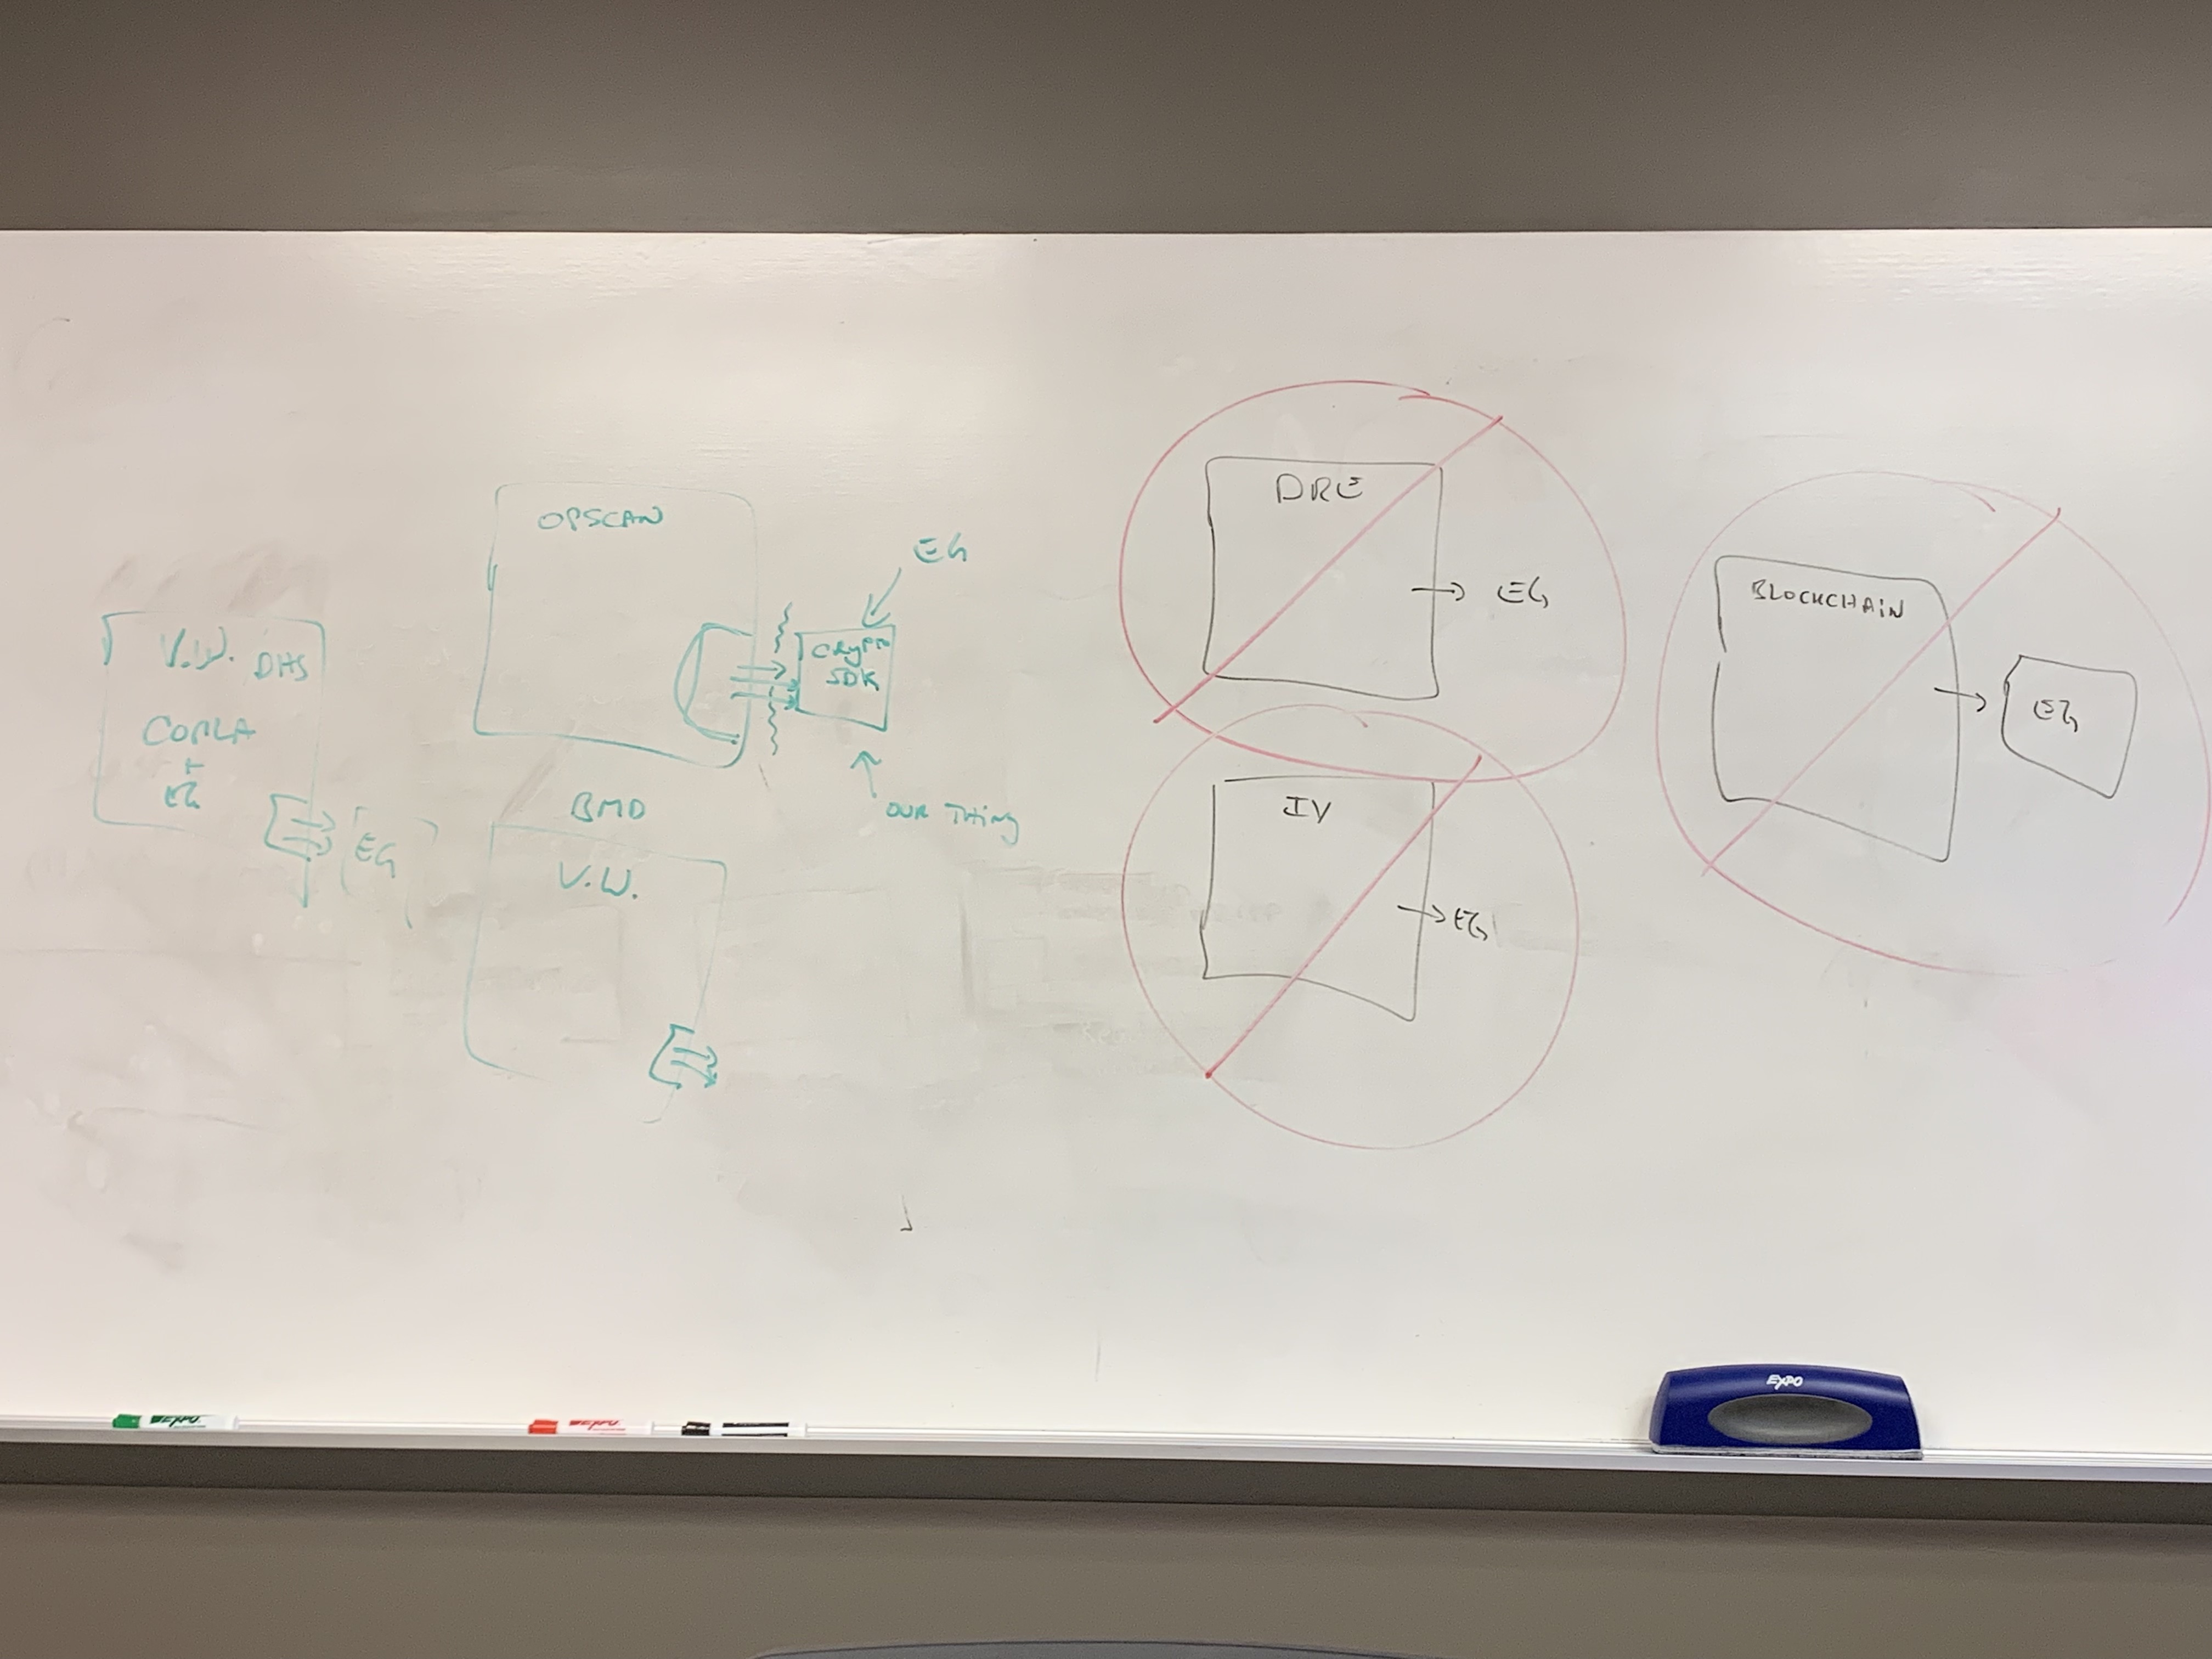 V.W. DHS
CORLA
+
EG
EG
OPSCAN
EG
CRYPTO
SDK
OUR THING
BMD
V.W.
DRE
→ EG
IV
→ EG
BLOCKCHAIN
→ EG
EXPO
EXPO
EXPO